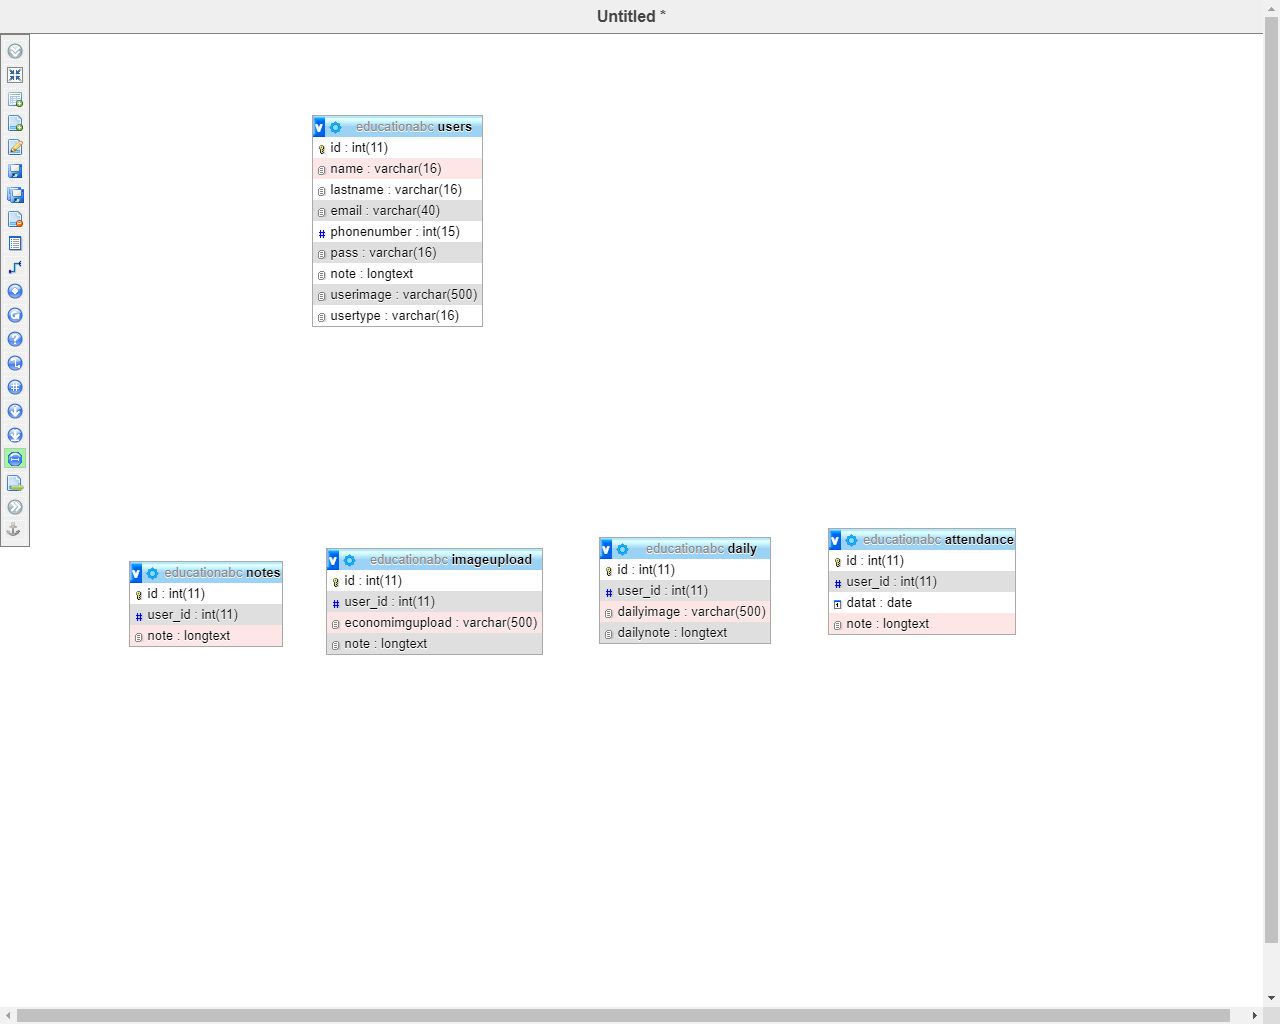 Untitled *
educationabc users
id : int(11)
name : varchar(16)
lastname : varchar(16)
email : varchar(40)
phonenumber : int(15)
pass : varchar(16)
note : longtext
userimage : varchar(500)
usertype : varchar(16)
educationabc notes
id : int(11)
user_id : int(11)
note : longtext
educationabc imageupload
id : int(11)
user_id : int(11)
economimgupload : varchar(500)
note : longtext
educationabc daily
id : int(11)
user_id : int(11)
dailyimage : varchar(500)
dailynote : longtext
educationabc attendance
id : int(11)
user_id : int(11)
datat : date
note : longtext